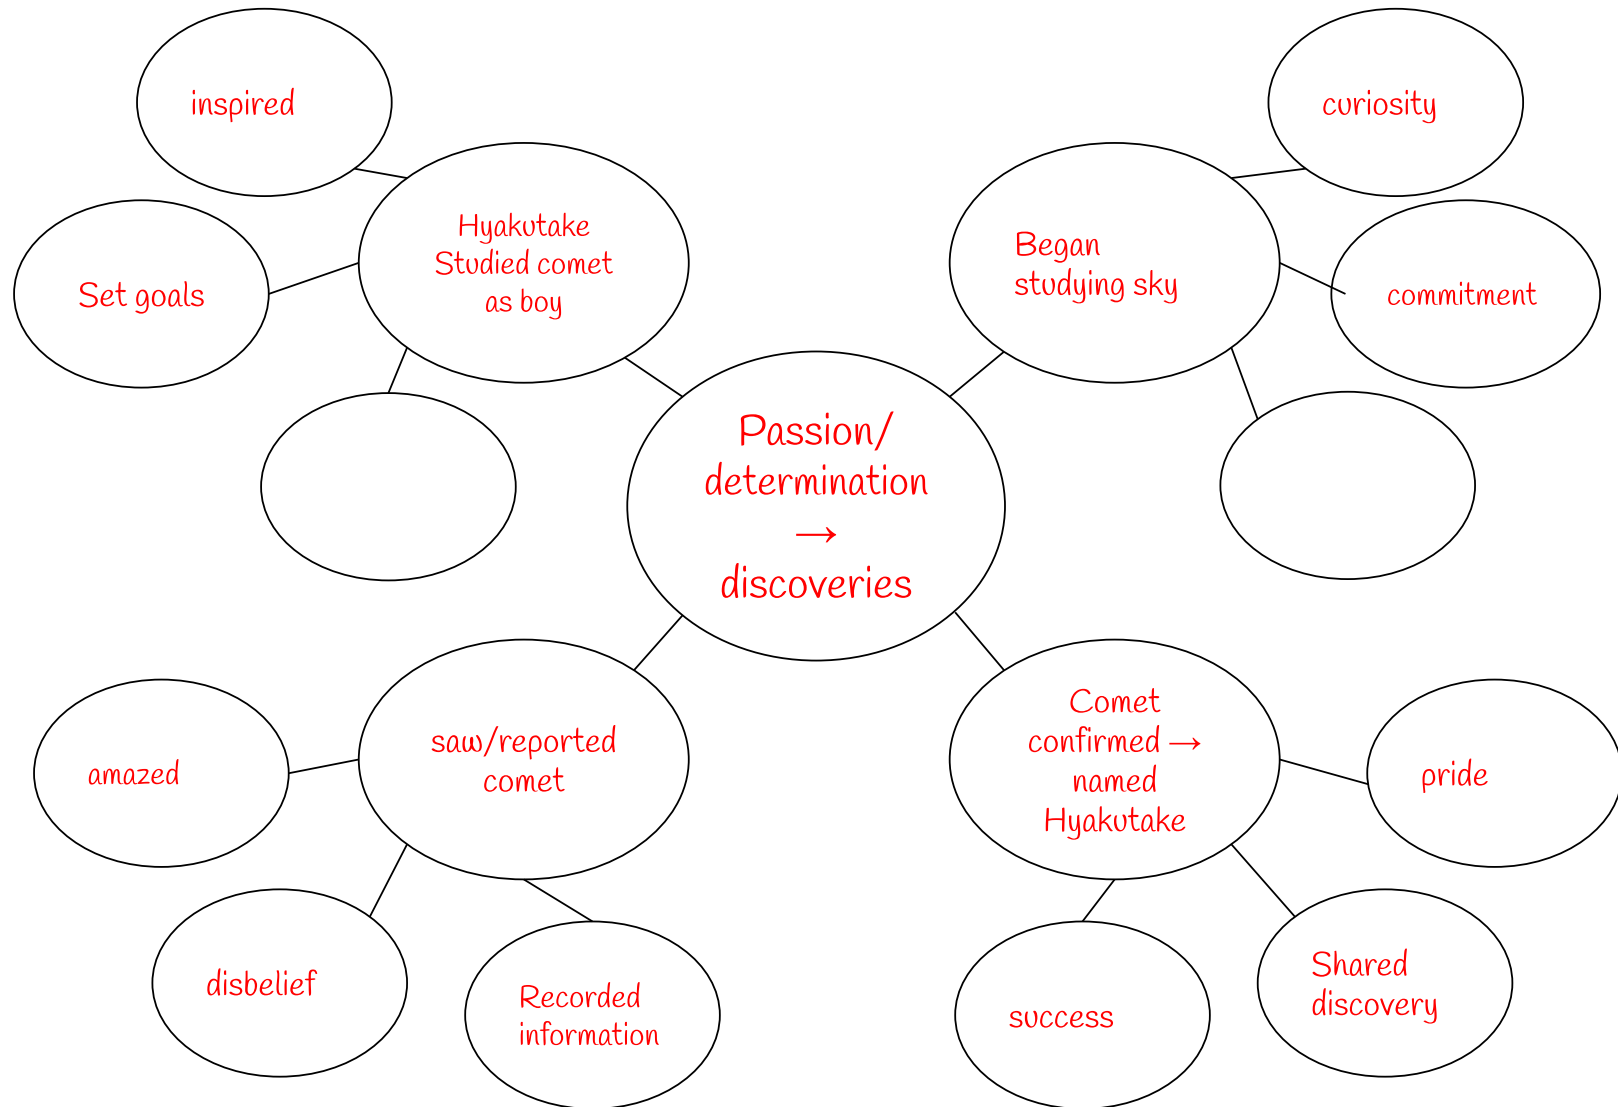 inspired
Set goals
Hyakutake
Studied comet
as boy
curiosity
Began
studying sky
commitment
Passion/
determination
→
discoveries
amazed
saw/reported
comet
disbelief
Recorded
information
Comet
confirmed →
named
Hyakutake
pride
Shared
discovery
success